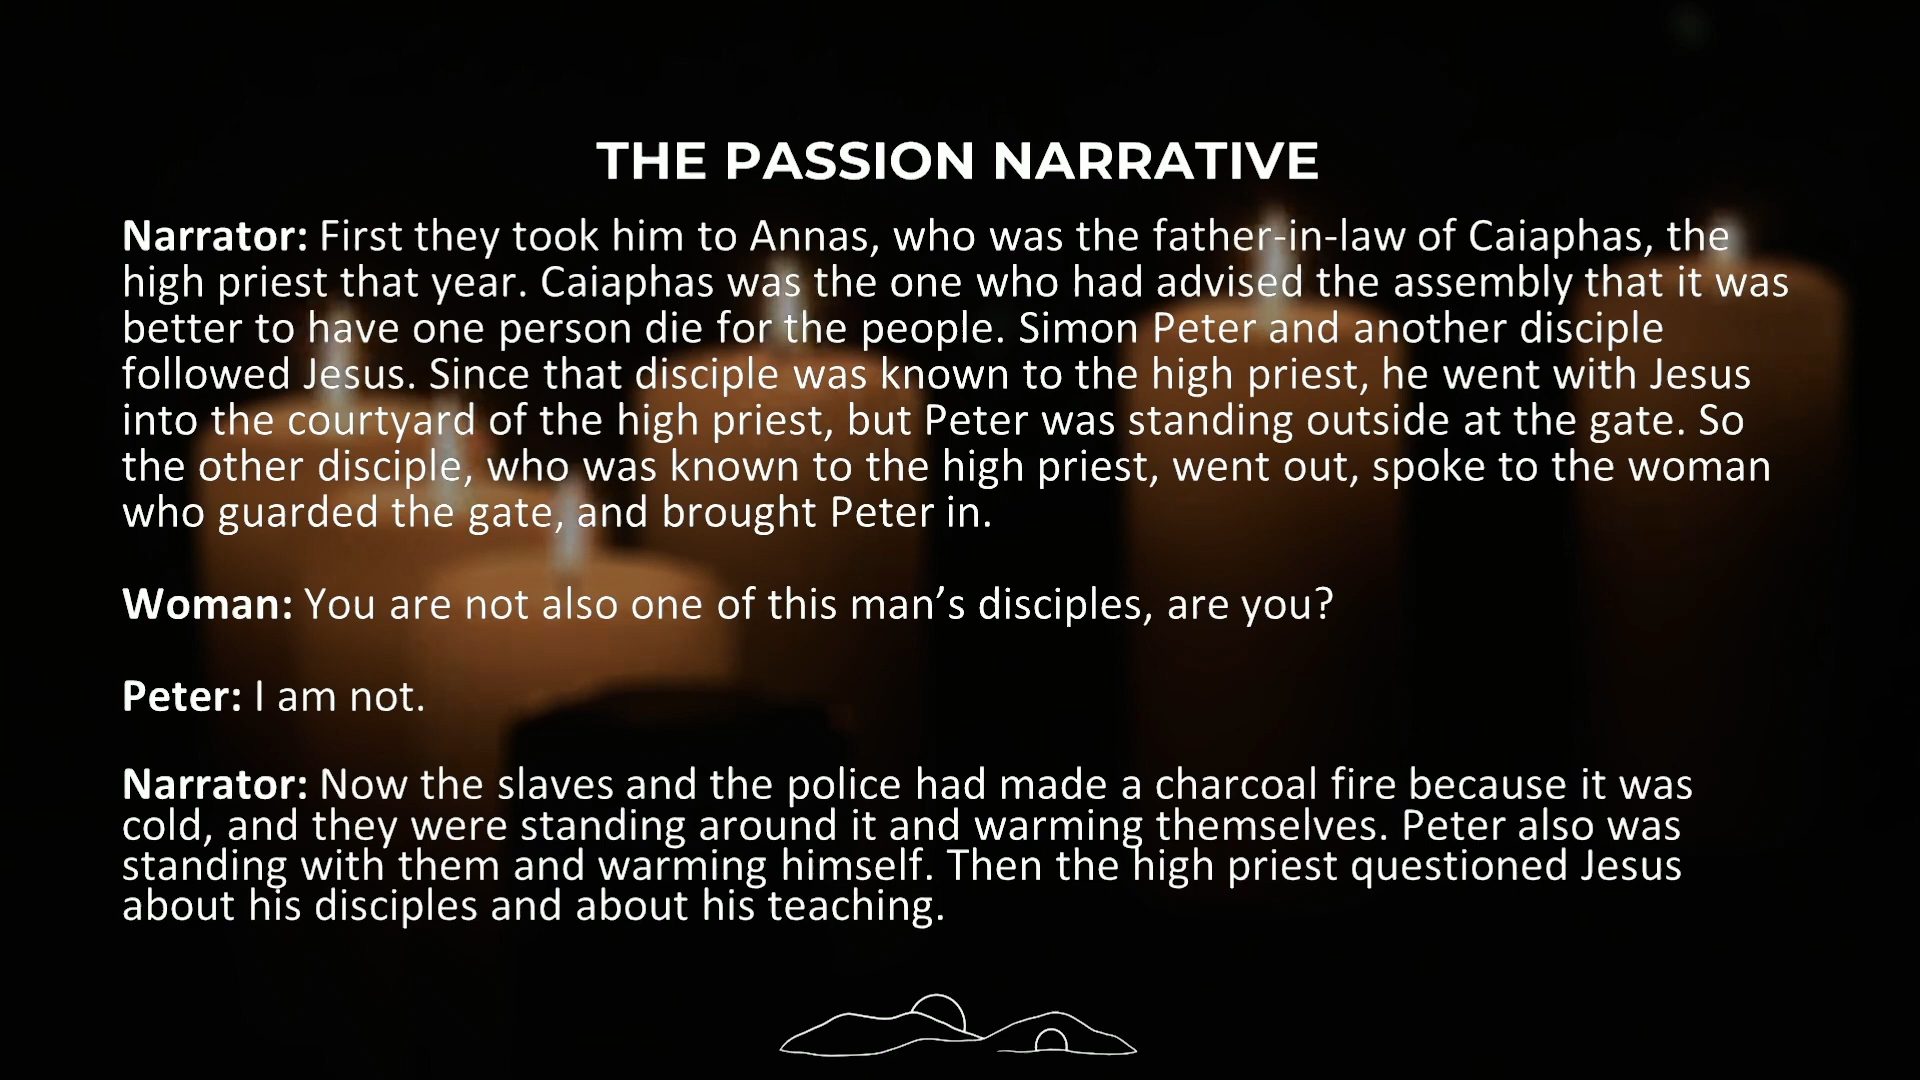 THE PASSION NARRATIVE
Narrator: First they took him to Annas, who was the father-in-law of Caiaphas, the
high priest that year. Caiaphas was the one who had advised the assembly that it was
better to have one person die for the people. Simon Peter and another disciple
followed Jesus. Since that disciple was known to the high priest, he went with Jesus
into the courtyard of the high priest, but Peter was standing outside at the gate. So
the other disciple, who was known to the high priest, went out, spoke to the woman
who guarded the gate, and brought Peter in.
Woman: You are not also one of this man’s disciples, are you?
Peter: I am not.
Narrator: Now the slaves and the police had made a charcoal fire because it was
cold, and they were standing around it and warming themselves. Peter also was
standing with them and warming himself. Then the high priest questioned Jesus
about his disciples and about his teaching.